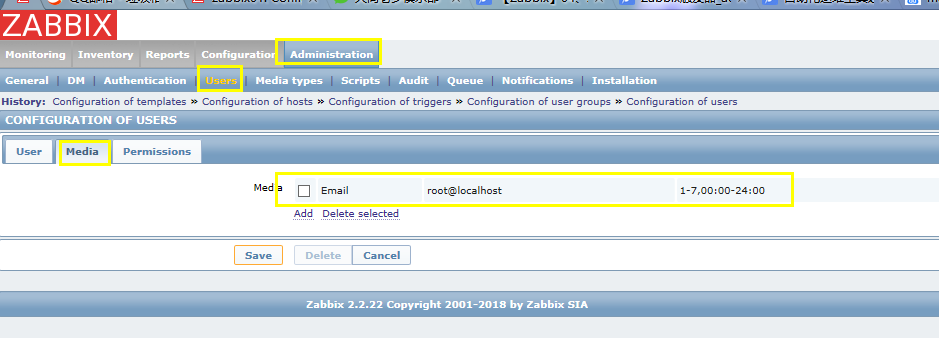 ZABBIX
Monitoring Inventory Reports Configuration Administration
General DM Authentication Users Media types Scripts Audit Queue Notifications Installation
History: Configuration of templates » Configuration of hosts » Configuration of triggers » Configuration of user groups » Configuration of users
CONFIGURATION OF USERS
User Media Permissions
Media Email root@localhost 1-7,00:00-24:00
Add Delete selected
Save Delete Cancel
Zabbix 2.2.22 Copyright 2001-2018 by Zabbix SIA